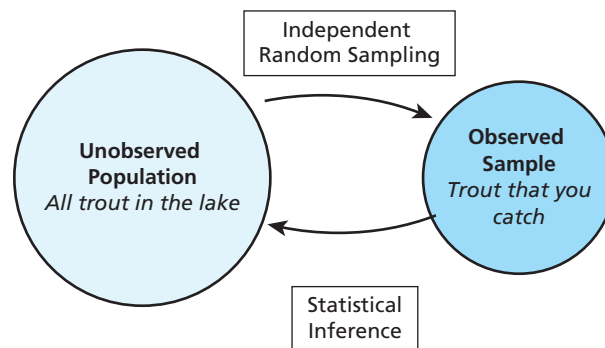 Independent
Random Sampling
Unobserved
Population
All trout in the lake
Observed
Sample
Trout that you
catch
Statistical
Inference